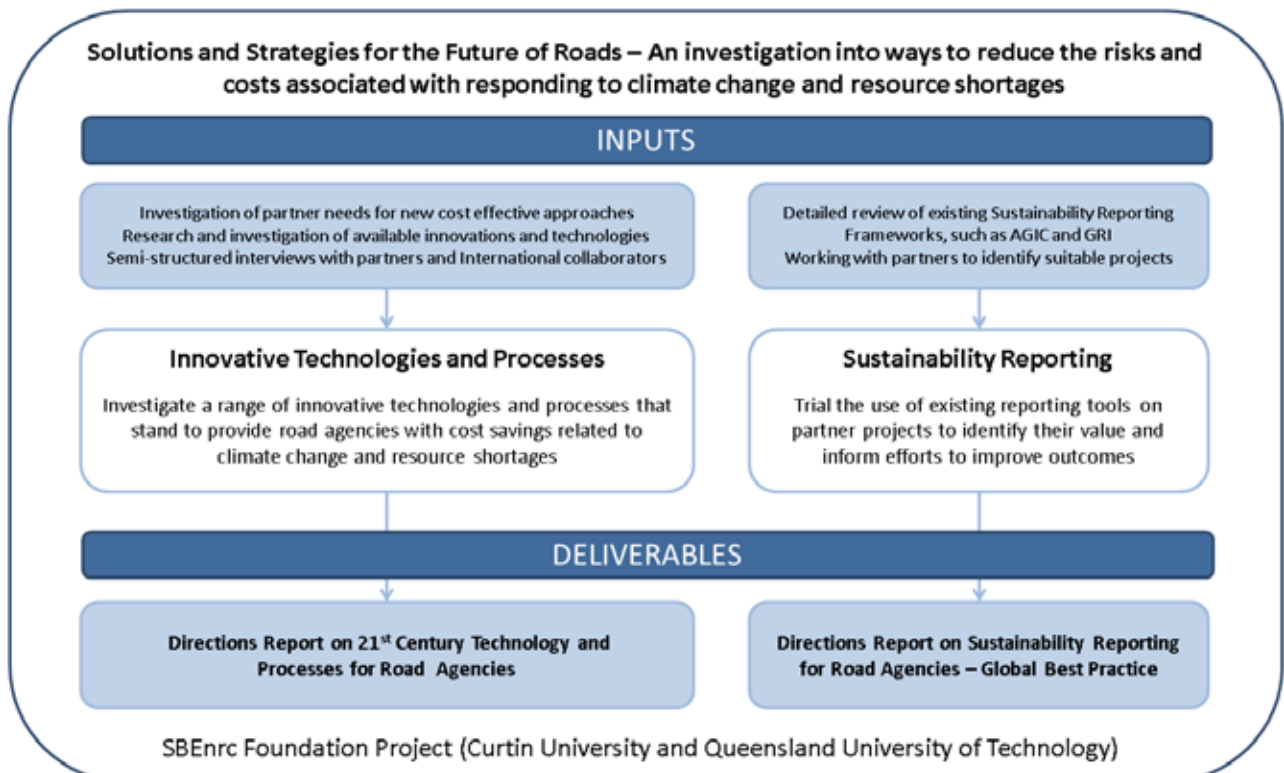 Solutions and Strategies for the Future of Roads – An investigation into ways to reduce the risks and
costs associated with responding to climate change and resource shortages
INPUTS
Investigation of partner needs for new cost effective approaches
Research and investigation of available innovations and technologies
Semi-structured interviews with partners and International collaborators
Detailed review of existing Sustainability Reporting
Frameworks, such as AGIC and GRI
Working with partners to identify suitable projects
Innovative Technologies and Processes
Investigate a range of innovative technologies and processes that
stand to provide road agencies with cost savings related to
climate change and resource shortages
Sustainability Reporting
Trial the use of existing reporting tools on
partner projects to identify their value and
inform efforts to improve outcomes
DELIVERABLES
Directions Report on 21st Century Technology and
Processes for Road Agencies
Directions Report on Sustainability Reporting
for Road Agencies – Global Best Practice
SBEnrc Foundation Project (Curtin University and Queensland University of Technology)